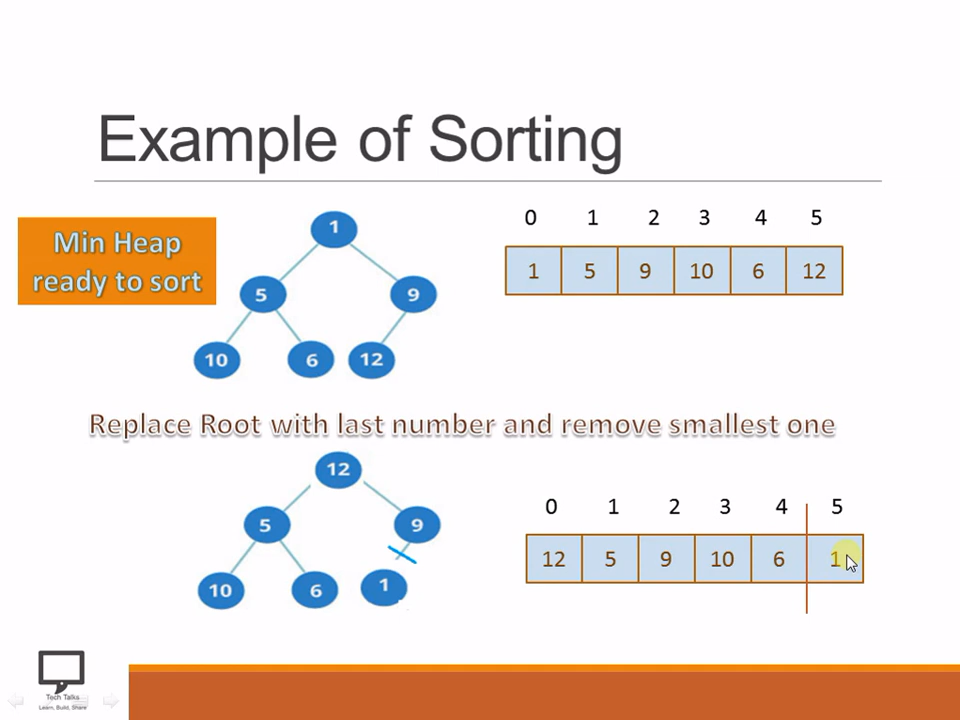 Example of Sorting
Min Heap
ready to sort
1
5 9
10 6 12
0 1 2 3 4 5
1 5 9 10 6 12
Replace Root with last number and remove smallest one
12
5 9
10 6 1
0 1 2 3 4 5
12 5 9 10 6 1
Tech Talks
Learn, Build, Share